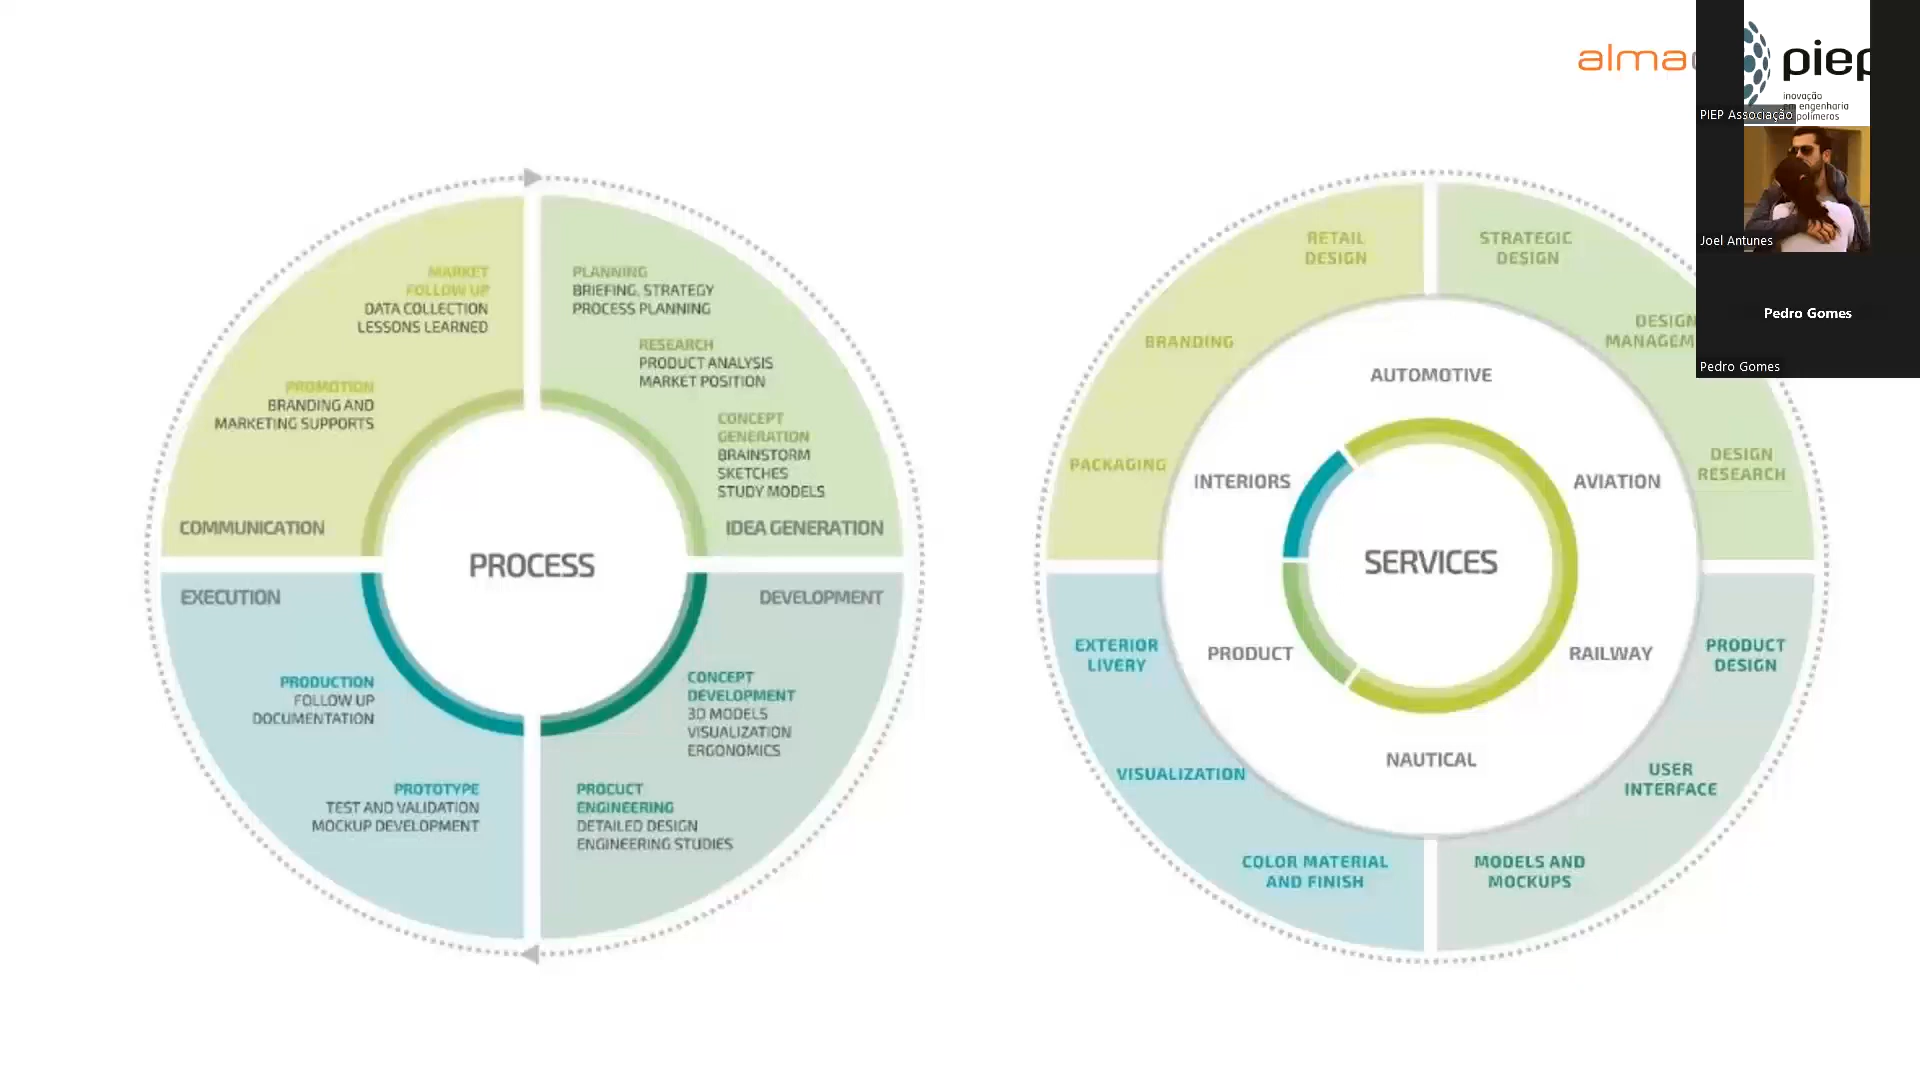 alma
piep
inovação
engenharia
polímeros
PIEP Associação
Joel Antunes
Pedro Gomes
Pedro Gomes
MARKET
FOLLOW UP
DATA COLLECTION
LESSONS LEARNED
PROMOTION
BRANDING AND
MARKETING SUPPORTS
COMMUNICATION
PLANNING
BRIEFING, STRATEGY
PROCESS PLANNING
RESEARCH
PRODUCT ANALYSIS
MARKET POSITION
CONCEPT
GENERATION
BRAINSTORM
SKETCHES
STUDY MODELS
IDEA GENERATION
PROCESS
EXECUTION
PRODUCTION
FOLLOW UP
DOCUMENTATION
PROTOTYPE
TEST AND VALIDATION
MOCKUP DEVELOPMENT
DEVELOPMENT
CONCEPT
DEVELOPMENT
3D MODELS
VISUALIZATION
ERGONOMICS
PROCUCT
ENGINEERING
DETAILED DESIGN
ENGINEERING STUDIES
RETAIL
DESIGN
BRANDING
PACKAGING
STRATEGIC
DESIGN
DESIGN
MANAGEM
DESIGN
RESEARCH
AUTOMOTIVE
INTERIORS
AVIATION
SERVICES
PRODUCT
RAILWAY
NAUTICAL
EXTERIOR
LIVERY
VISUALIZATION
COLOR MATERIAL
AND FINISH
PRODUCT
DESIGN
USER
INTERFACE
MODELS AND
MOCKUPS